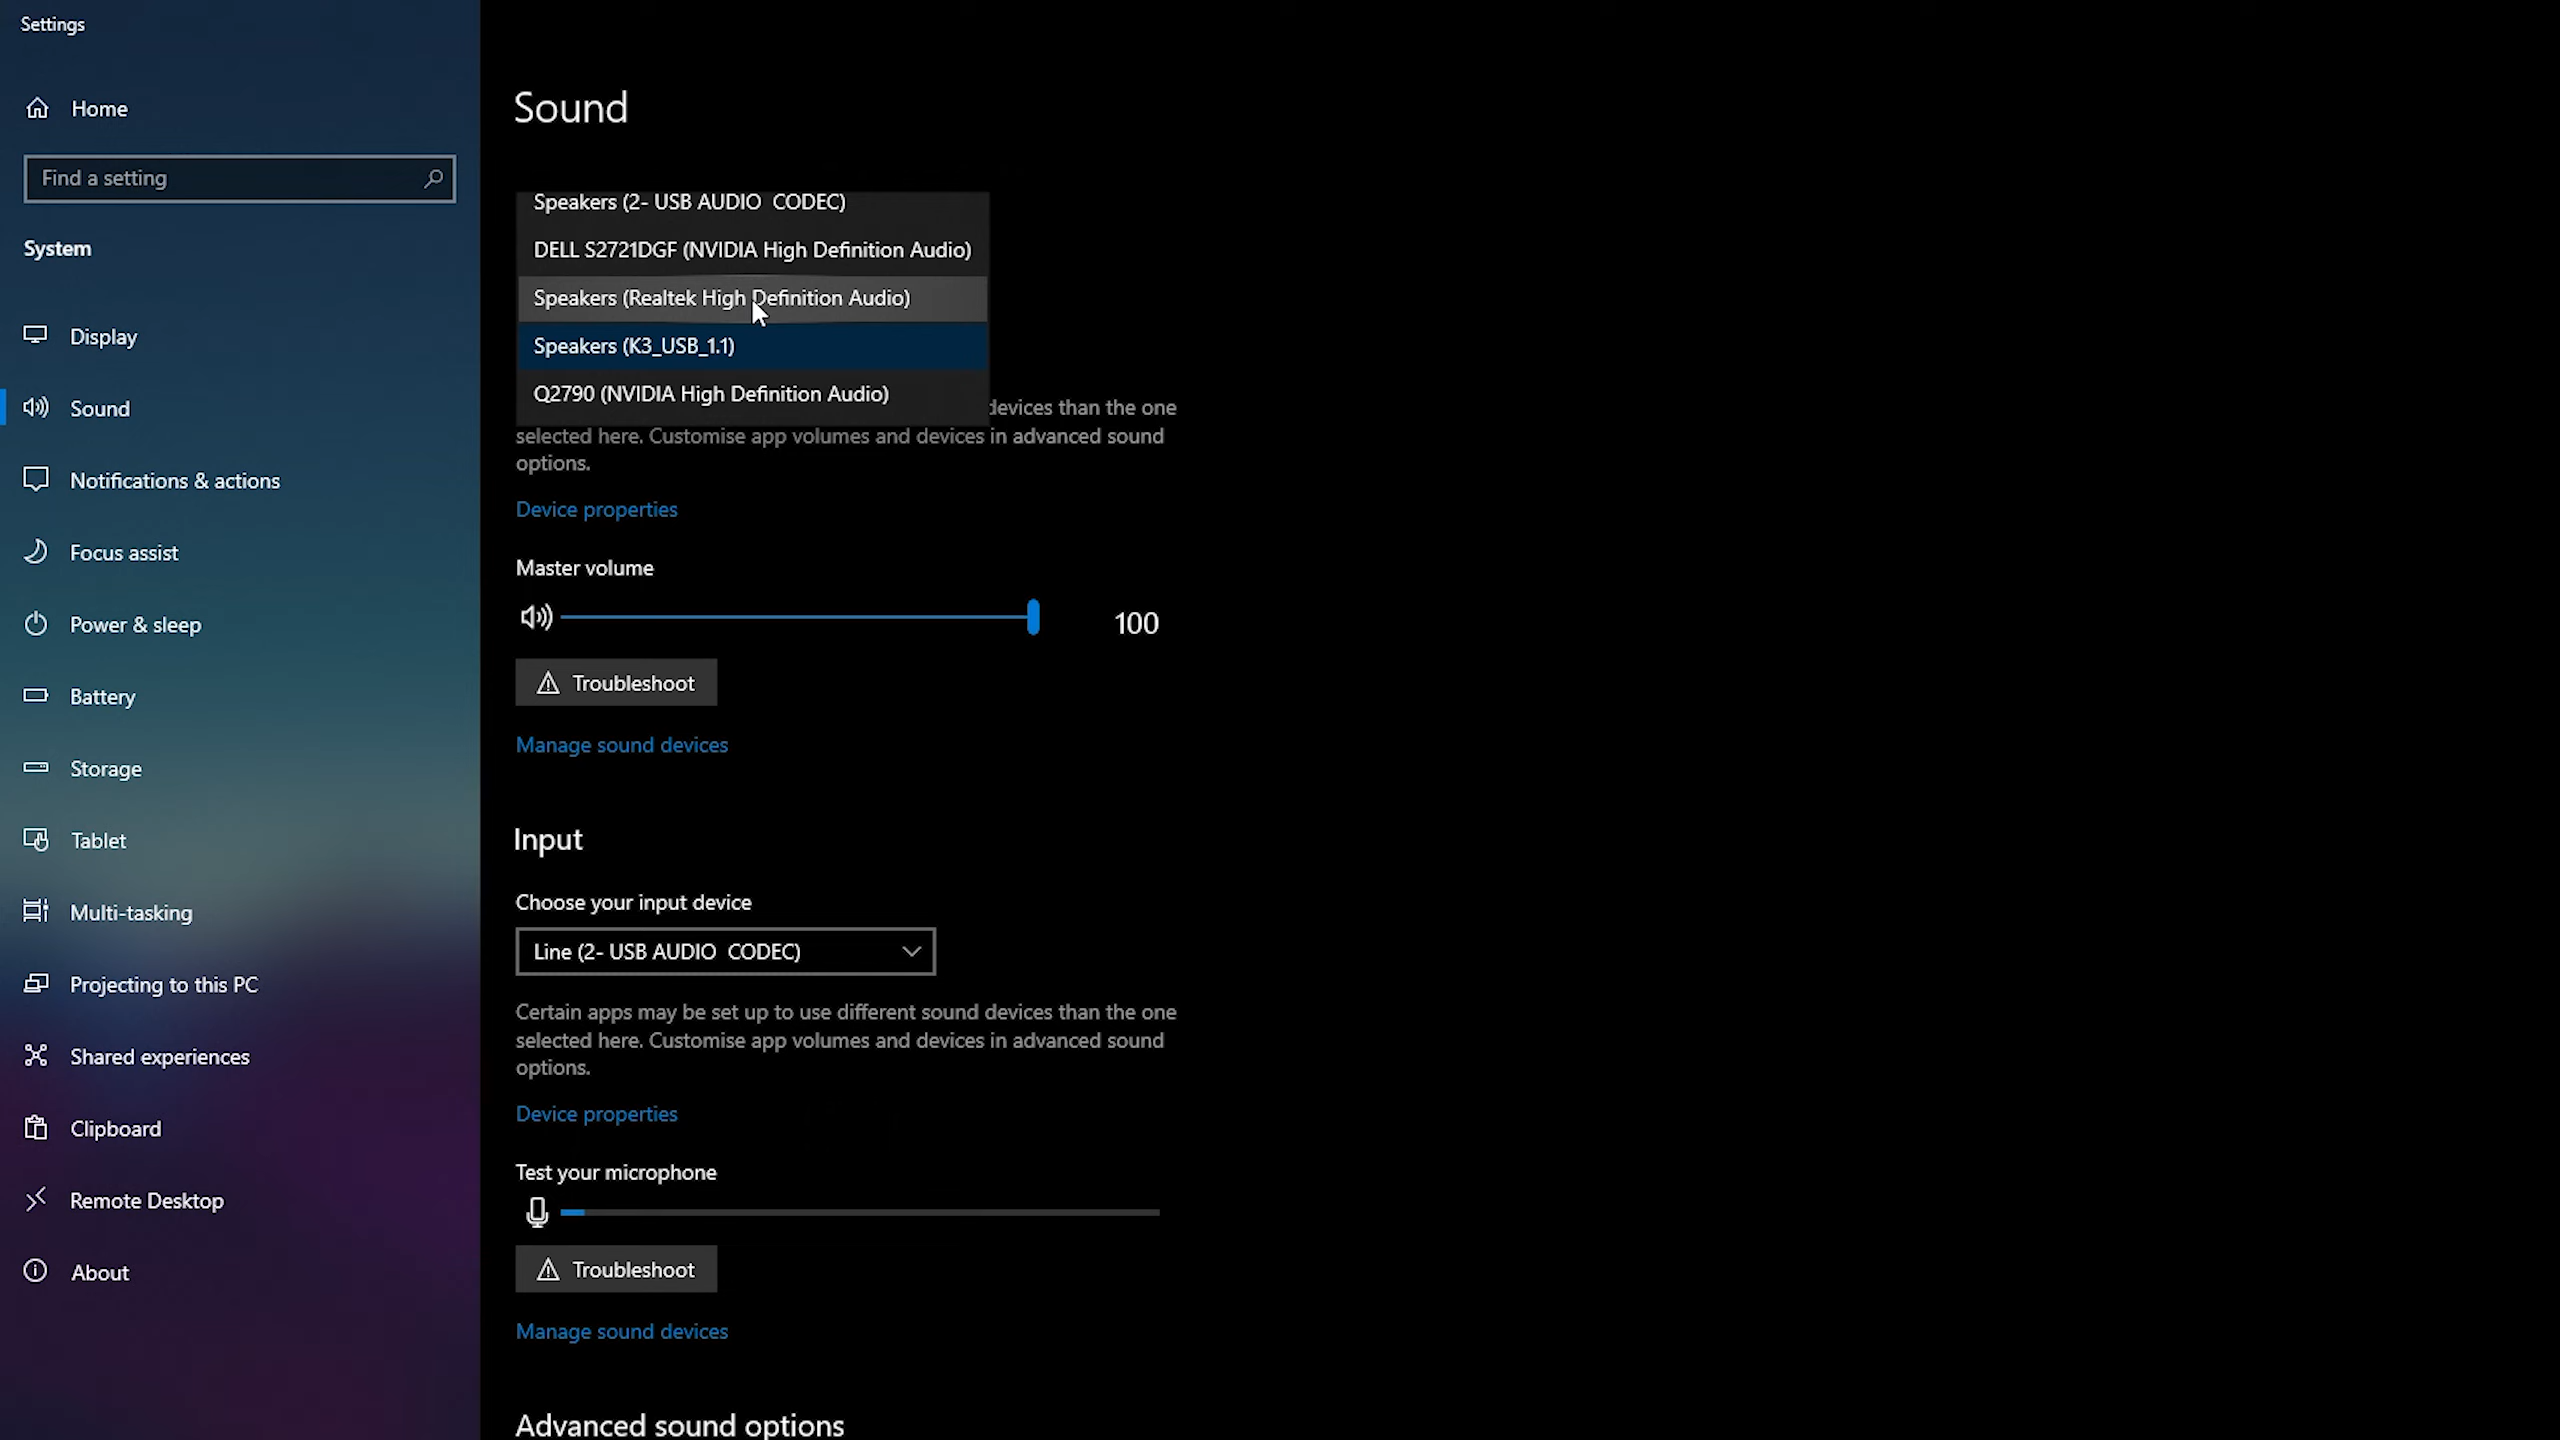 Settings
Home
Find a setting
System
Display
Sound
Notifications & actions
Focus assist
Power & sleep
Battery
Storage
Tablet
Multi-tasking
Projecting to this PC
Shared experiences
Clipboard
Remote Desktop
About
Sound
Speakers (2- USB AUDIO  CODEC)
DELL S2721DGF (NVIDIA High Definition Audio)
Speakers (Realtek High Definition Audio)
Speakers (K3_USB_1.1)
Q2790 (NVIDIA High Definition Audio)
devices than the one
selected here. Customise app volumes and devices in advanced sound
options.
Device properties
Master volume
100
Troubleshoot
Manage sound devices
Input
Choose your input device
Line (2- USB AUDIO  CODEC)
Certain apps may be set up to use different sound devices than the one
selected here. Customise app volumes and devices in advanced sound
options.
Device properties
Test your microphone
Troubleshoot
Manage sound devices
Advanced sound options